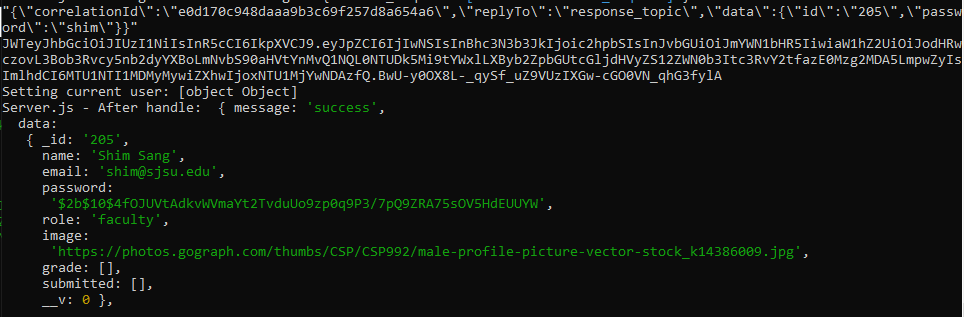 "{\"correlationId\":\"e0d170c948daaa9b3c69f257d8a654a6\",\"replyTo\":\"response_topic\",\"data\":{\"id\":\"205\",\"passw
ord\":\"shim\"}}"
JWTeyJhbGciOiJIUzI1NiIsInR5cCI6IkpXVCJ9.eyJpZCI6IjIwNSIsInBhc3N3b3JkIjoic2hpbSIsInJvbGUiOiJmYWN1bHR5IiwiaW1hZ2UiOiJodHRw
czovL3Bob3Rvcy5nb2dyYXBoLmNvbS90aHVtYnMvQ1NQL0NTUDk5Mi9tYWxlLXByb2ZpbGUtcGljdHVyZS12ZWN0b3Itc3RvY2tfazE0Mzg2MDA5LmpwZyIs
ImlhdCI6MTU1NTI1MDMyMywiZXhwIjoxNTU1MjYwNDAzfQ.BwU-y0OX8L-_qySf_uZ9VUzIXGw-cGO0VN_qhG3fylA
Setting current user: [object Object]
Server.js - After handle:  { message: 'success',
data:
{ _id: '205',
name: 'Shim Sang',
email: 'shim@sjsu.edu',
password:
'$2b$10$4fOJUVtAdkvWVmaYt2TvduUo9zp0q9P3/7pQ9ZRA75sOV5HdEUUYW',
role: 'faculty',
image:
'https://photos.gograph.com/thumbs/CSP/CSP992/male-profile-picture-vector-stock_k14386009.jpg',
grade: [],
submitted: [],
__v: 0 },